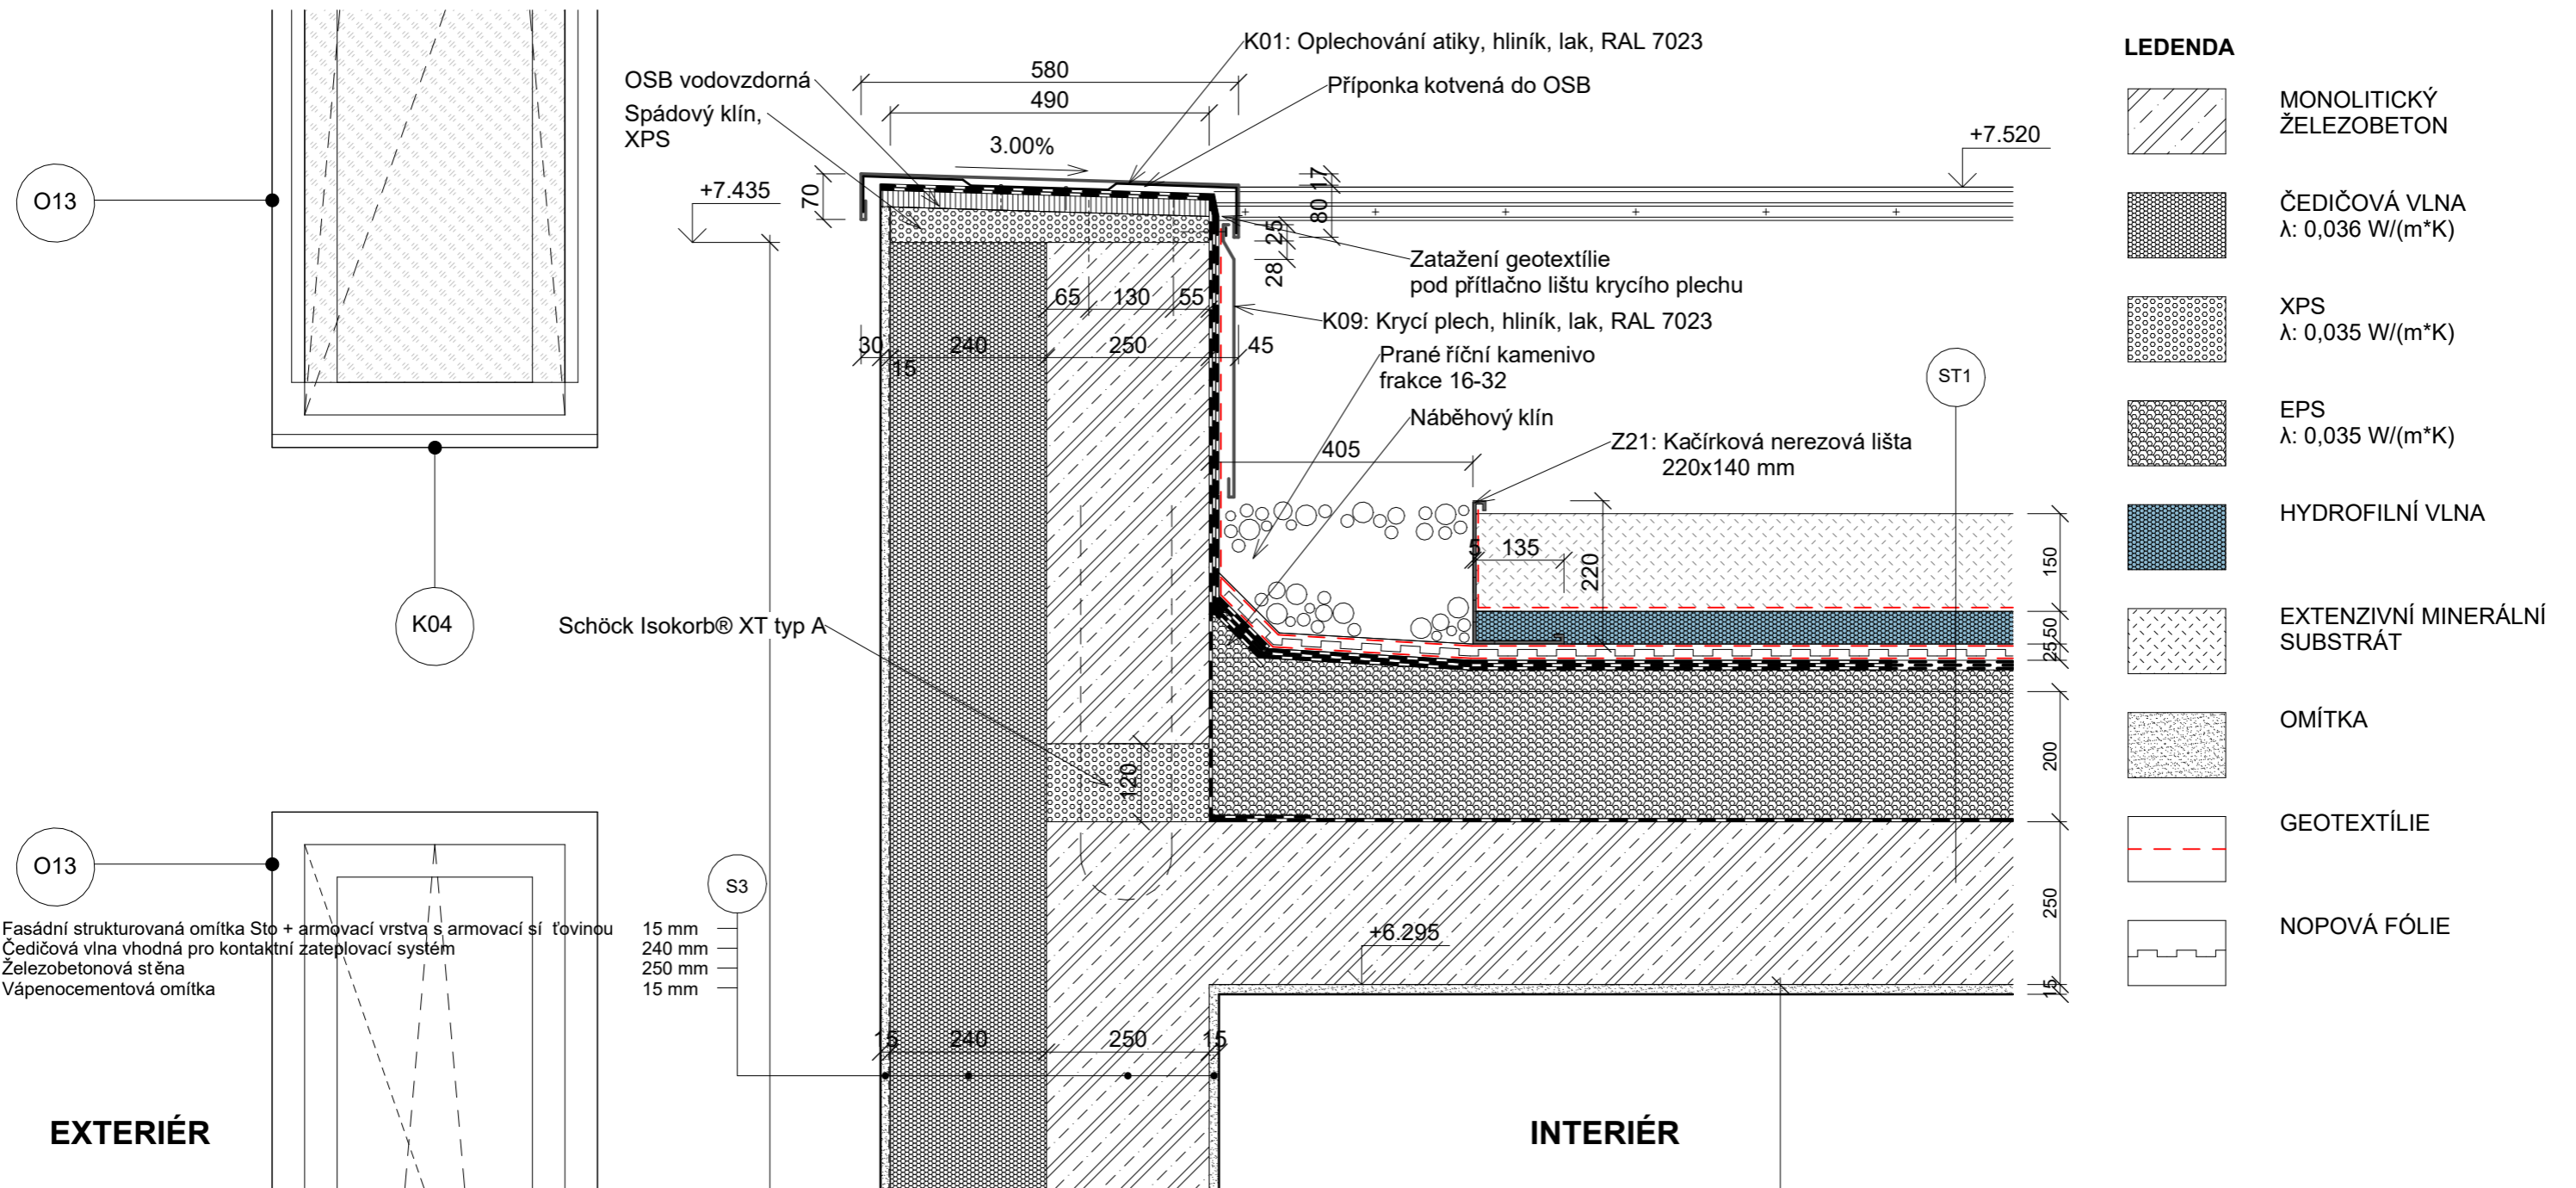 K01: Oplechování atiky, hliník, lak, RAL 7023
OSB vodovzdorná
580
Příponka kotvená do OSB
Spádový klín,
XPS
490
3.00%
+7.520
O13
+7.435
70
17
80
25
28
Zatažení geotextílie
pod přítlačno lištu krycího plechu
65
130
55
K09: Krycí plech, hliník, lak, RAL 7023
30
15
240
250
45
Prané říční kamenivo
frakce 16-32
ST1
Náběhový klín
405
Z21: Kačírková nerezová lišta
220x140 mm
5
135
220
150
50
25
200
250
15
K04
Schöck Isokorb® XT typ A
120
O13
S3
Fasádní strukturovaná omítka Sto + armovací vrstva s armovací sí ťovinou 15 mm
Čedičová vlna vhodná pro kontaktní zateplovací systém 240 mm
Železobetonová stěna 250 mm
Vápenocementová omítka 15 mm
+6.295
15
240
250
15
EXTERIÉR
INTERIÉR
LEDENDA
MONOLITICKÝ
ŽELEZOBETON
ČEDIČOVÁ VLNA
λ: 0,036 W/(m*K)
XPS
λ: 0,035 W/(m*K)
EPS
λ: 0,035 W/(m*K)
HYDROFILNÍ VLNA
EXTENZIVNÍ MINERÁLNÍ
SUBSTRÁT
OMÍTKA
GEOTEXTÍLIE
NOPOVÁ FÓLIE